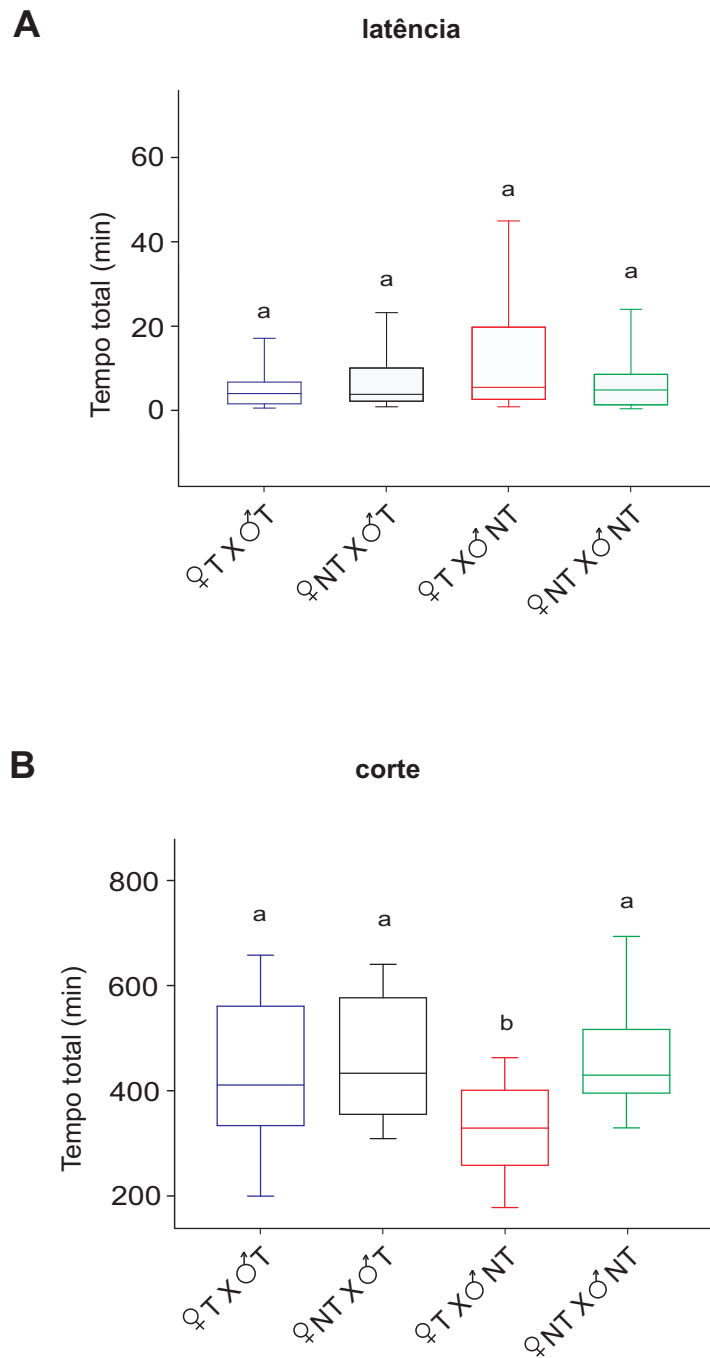 A
latência
Tempo total (min)
60
40
20
0
a
a
a
a
♀T X ♂T
♀NT X ♂T
♀T X ♂NT
♀NT X ♂NT
B
corte
Tempo total (min)
800
600
400
200
a
a
b
a
♀T X ♂T
♀NT X ♂T
♀T X ♂NT
♀NT X ♂NT